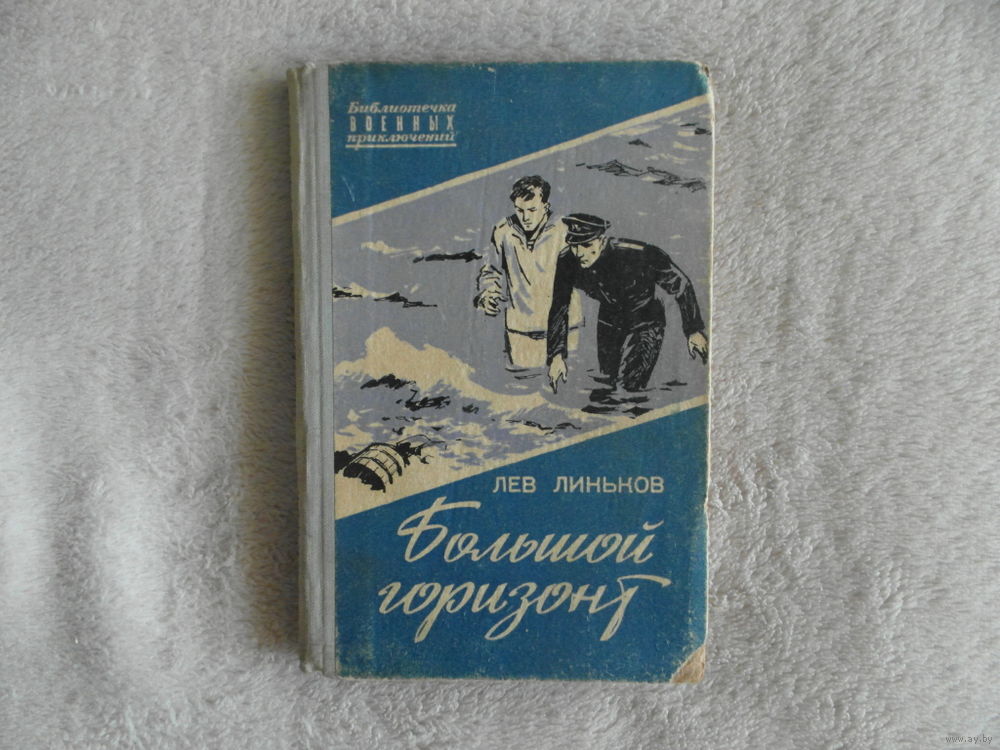 Библиотечка
ВОЕННЫХ
приключений
ЛЕВ ЛИНЬКОВ
Большой
горизонт
www.ay.by